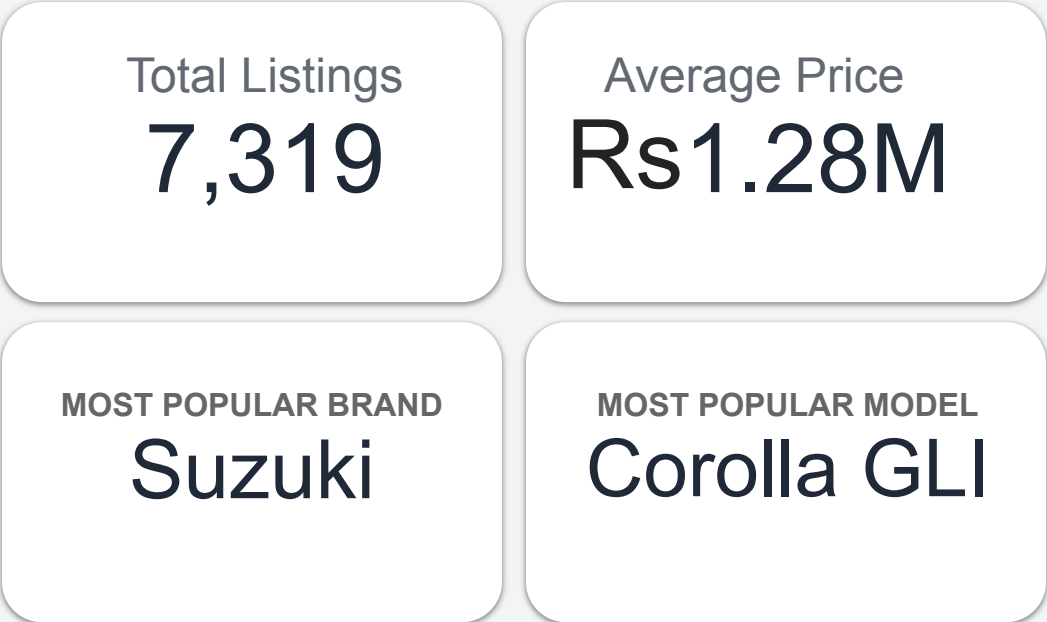 Total Listings
7,319
Average Price
Rs1.28M
MOST POPULAR BRAND
Suzuki
MOST POPULAR MODEL
Corolla GLI